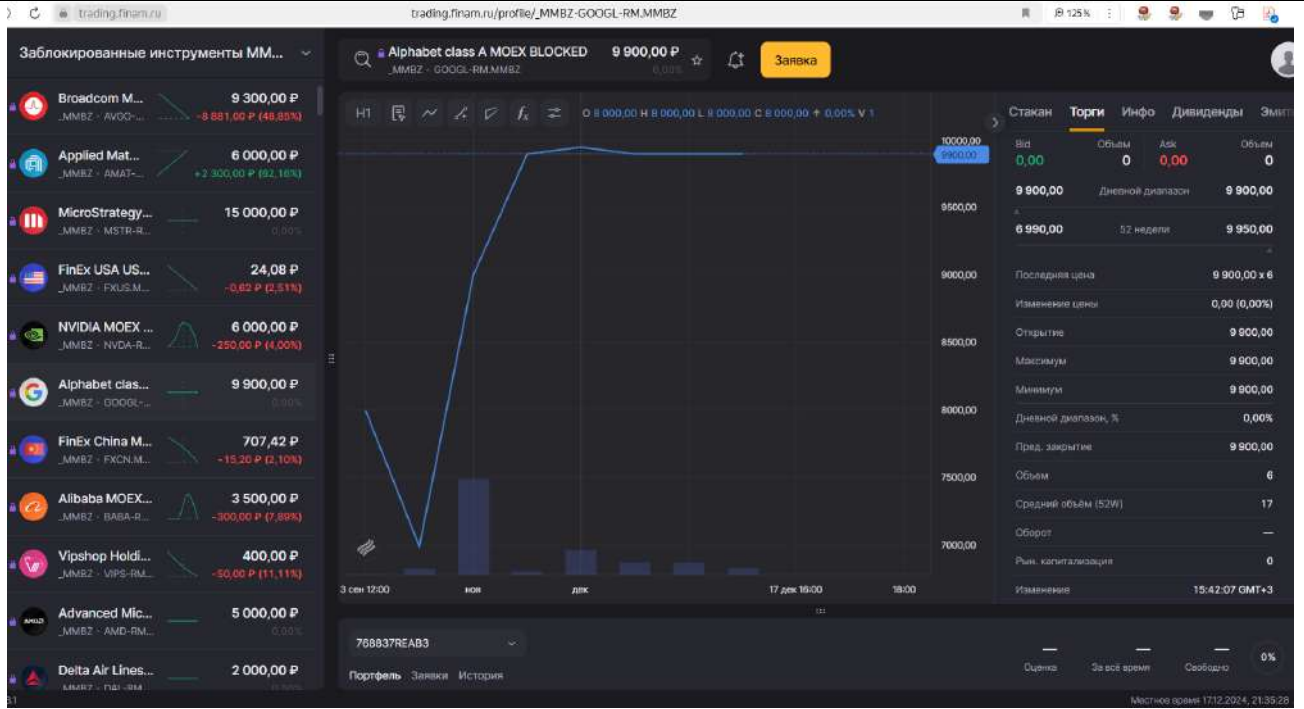 trading.finam.ru
trading.finam.ru/profile/_MMBZ-GOOGL-RM.MMBZ
125 %
Заблокированные инструменты MM...
Broadcom M...
9 300,00 ₽
_MMBZ - AVGO-...
-8 881,00 ₽ (48,85%)
Applied Mat...
6 000,00 ₽
_MMBZ - AMAT-...
+2 300,00 ₽ (62,16%)
MicroStrategy...
15 000,00 ₽
_MMBZ - MSTR-R...
0,00%
FinEx USA US...
24,08 ₽
_MMBZ - FXUS.M...
-0,62 ₽ (2,51%)
NVIDIA MOEX ...
6 000,00 ₽
_MMBZ - NVDA-R...
-250,00 ₽ (4,00%)
Alphabet clas...
9 900,00 ₽
_MMBZ - GOOGL-...
0,00%
FinEx China M...
707,42 ₽
_MMBZ - FXCN.M...
-15,20 ₽ (2,10%)
Alibaba MOEX...
3 500,00 ₽
_MMBZ - BABA-R...
-300,00 ₽ (7,89%)
Vipshop Holdi...
400,00 ₽
_MMBZ - VIPS-RM...
-50,00 ₽ (11,11%)
AMD
Advanced Mic...
5 000,00 ₽
_MMBZ - AMD-RM...
0,00%
Delta Air Lines...
2 000,00 ₽
_MMBZ - DAL-RM
0,00%
Alphabet class A MOEX BLOCKED
9 900,00 ₽
_MMBZ - GOOGL-RM.MMBZ
0,00%
Заявка
H1
fx
O 8 000,00 H 8 000,00 L 8 000,00 C 8 000,00 0,00% V 1
10000,00
9900,00
9500,00
9000,00
8500,00
8000,00
7500,00
7000,00
3 сен 12:00
ноя
дек
17 дек 16:00
18:00
Стакан Торги Инфо Дивиденды Эмит
Bid Объем Ask Объем
0,00 0 0,00 0
9 900,00 Дневной диапазон 9 900,00
6 990,00 52 недели 9 950,00
Последняя цена 9 900,00 x 6
Изменение цены 0,00 (0,00%)
Открытие 9 900,00
Максимум 9 900,00
Минимум 9 900,00
Дневной диапазон, % 0,00%
Пред. закрытие 9 900,00
Объем 6
Средний объём (52W) 17
Оборот —
Рын. капитализация 0
Изменение 15:42:07 GMT+3
768837REAB3
Портфель Заявки История
— — —
Оценка За всё время Свободно
0%
Местное время 17.12.2024, 21:35:28